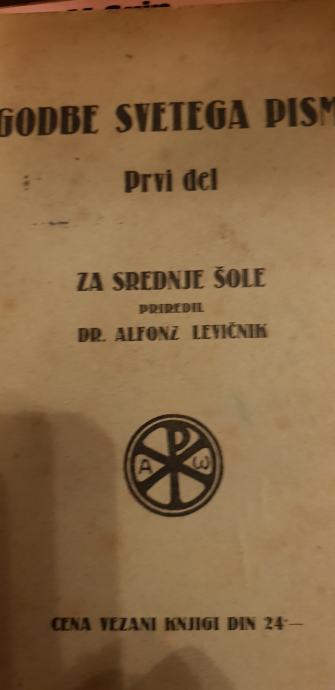 GODBE SVETEGA PISM
Prvi del
ZA SREDNJE ŠOLE
PRIREDIL
DR. ALFONZ LEVIČNIK
A ω
CENA VEZANI KNJIGI DIN 24·—